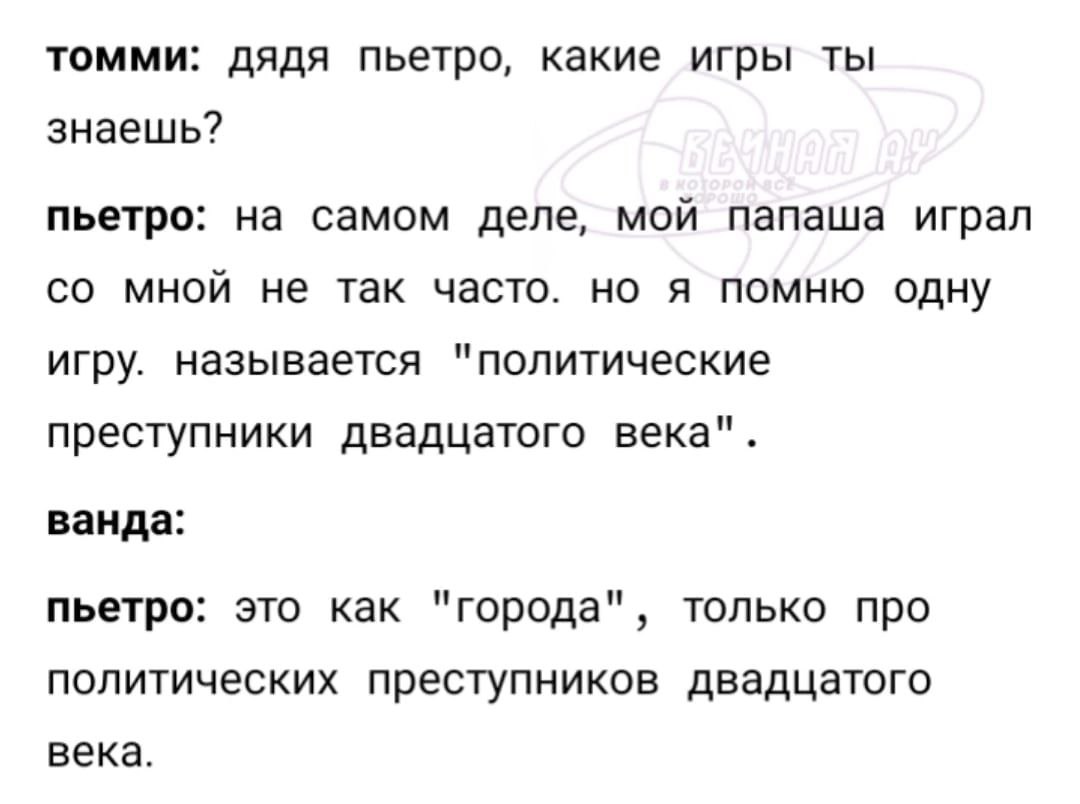 томми: дядя пьетро, какие игры ты
знаешь?
ВЕЧНАЯ АУ
В КОТОРОЙ ВСЁ
ХОРОШО
пьетро: на самом деле, мой папаша играл
со мной не так часто. но я помню одну
игру. называется "политические
преступники двадцатого века".
ванда:
пьетро: это как "города", только про
политических преступников двадцатого
века.